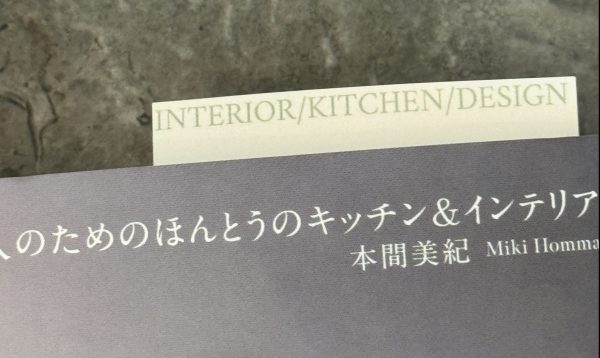 INTERIOR/KITCHEN/DESIGN
人のためのほんとうのキッチン&インテリア
本間美紀 Miki Homma